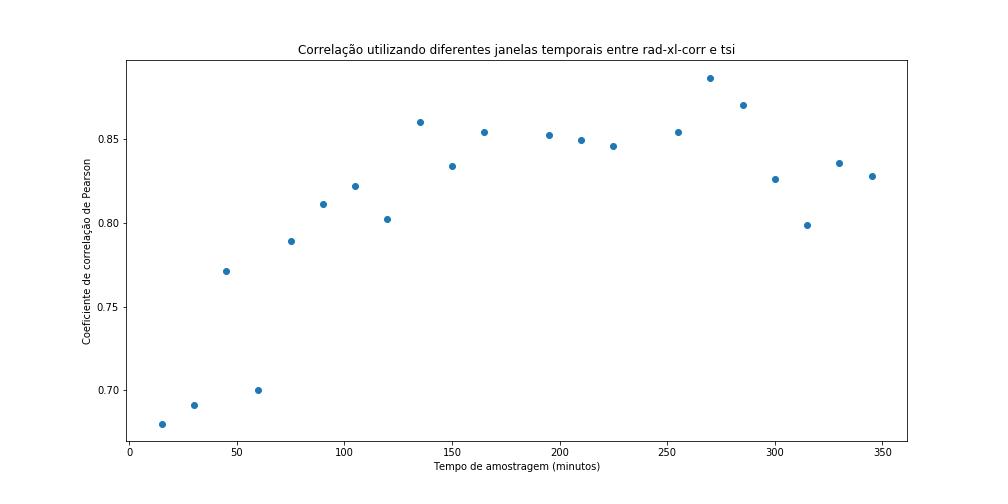 Correlação utilizando diferentes janelas temporais entre rad-xl-corr e tsi
0.85
0.80
0.75
0.70
Coeficiente de correlação de Pearson
0 50 100 150 200 250 300 350
Tempo de amostragem (minutos)